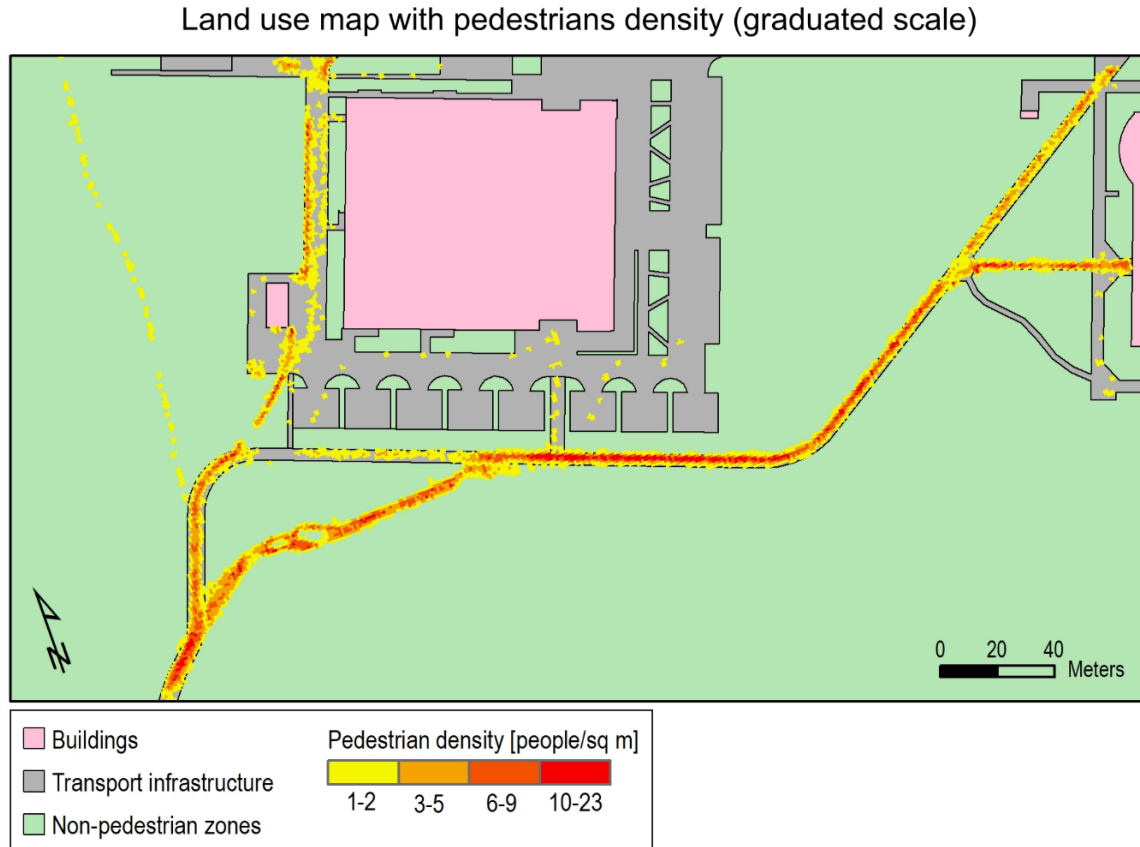 Land use map with pedestrians density (graduated scale)
N
0 20 40
Meters
Buildings
Transport infrastructure
Non-pedestrian zones
Pedestrian density [people/sq m]
1-2 3-5 6-9 10-23